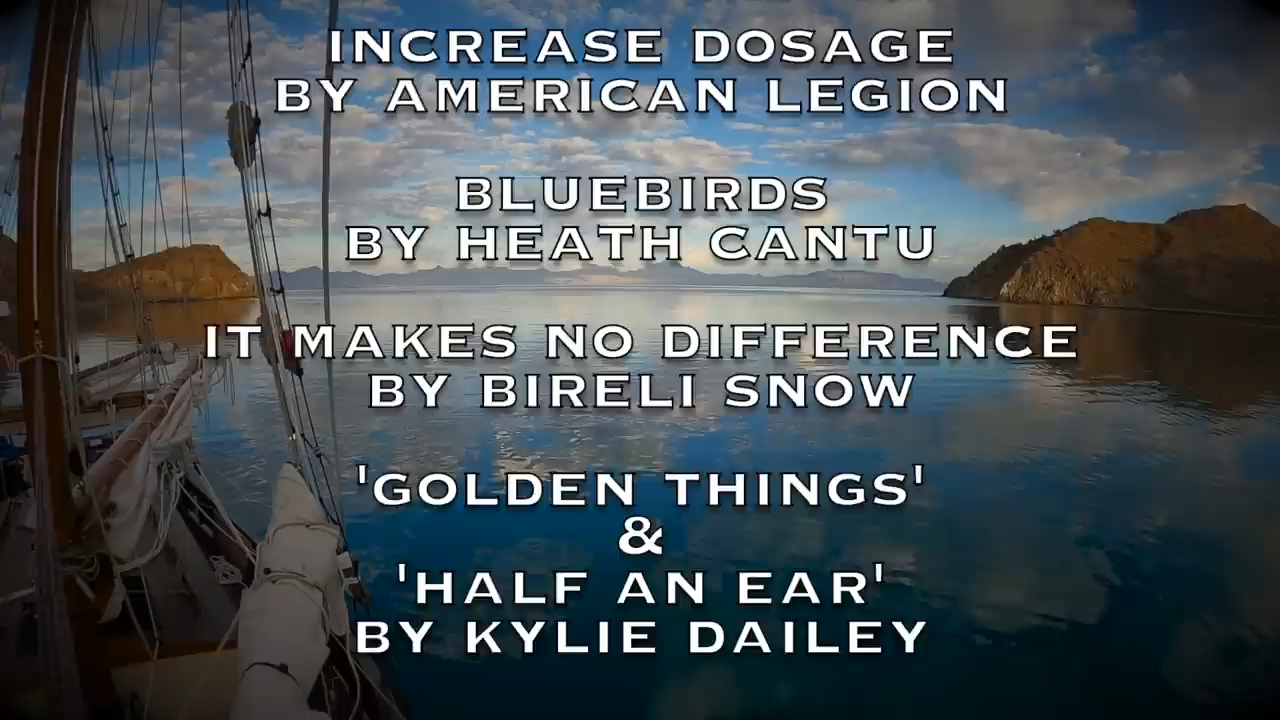 INCREASE DOSAGE
BY AMERICAN LEGION
BLUEBIRDS
BY HEATH CANTU
IT MAKES NO DIFFERENCE
BY BIRELI SNOW
'GOLDEN THINGS'
&
'HALF AN EAR'
BY KYLIE DAILEY